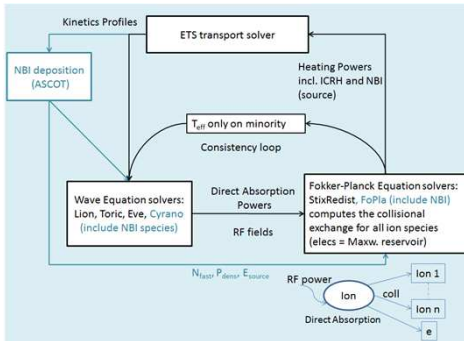 Kinetics Profiles
ETS transport solver
NBI deposition
(ASCOT)
Heating Powers
incl. ICRH and NBI
(source)
Teff only on minority
Consistency loop
Wave Equation solvers:
Lion, Toric, Eve, Cyrano
(include NBI species)
Direct Absorption
Powers
RF fields
Fokker-Planck Equation solvers:
StixRedist, FoPla (include NBI)
computes the collisional
exchange for all ion species
(elecs = Maxw. reservoir)
Nfast, Pdens, Esource
RF power
Ion
coll
Direct Absorption
Ion 1
Ion n
e